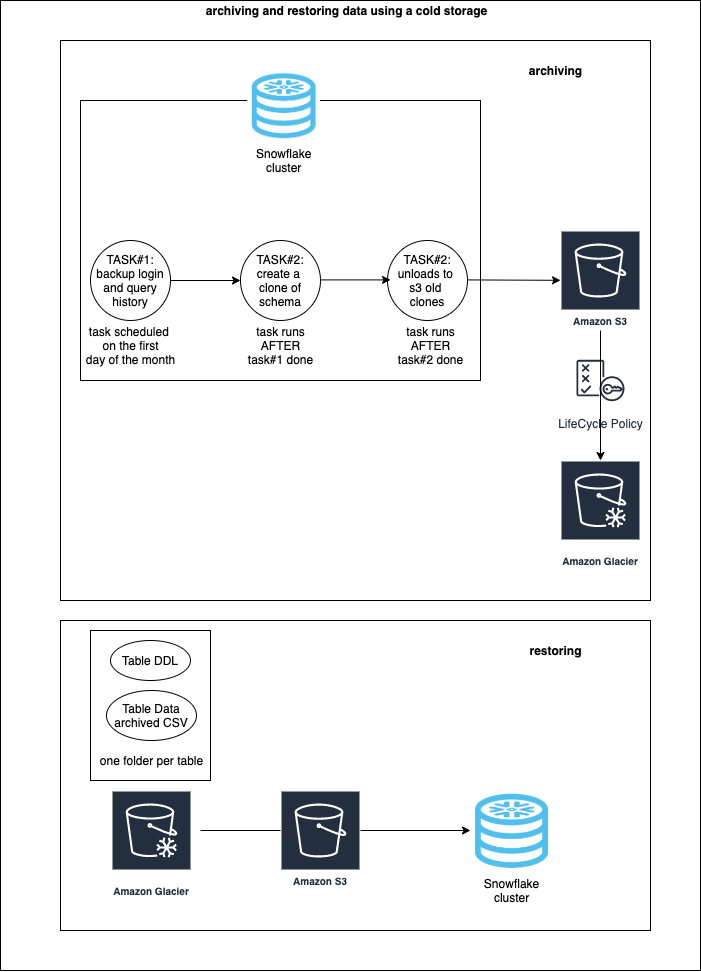 archiving and restoring data using a cold storage
archiving
Snowflake
cluster
TASK#1:
backup login
and query
history
task scheduled
on the first
day of the month
TASK#2:
create a
clone of
schema
task runs
AFTER
task#1 done
TASK#2:
unloads to
s3 old
clones
task runs
AFTER
task#2 done
Amazon S3
LifeCycle Policy
Amazon Glacier
restoring
Table DDL
Table Data
archived CSV
one folder per table
Amazon Glacier
Amazon S3
Snowflake
cluster